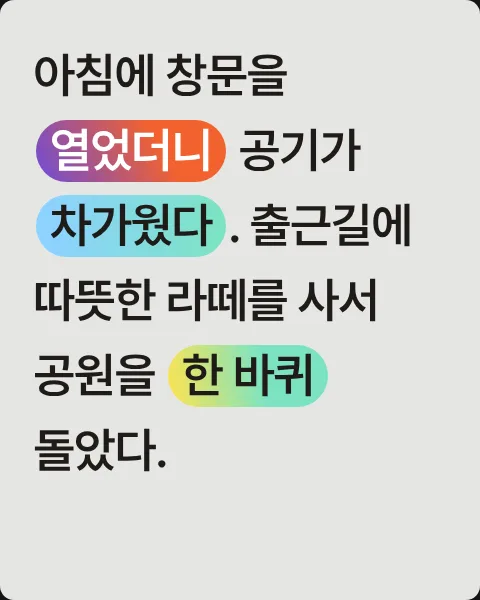 아침에 창문을
열었더니 공기가
차가웠다. 출근길에
따뜻한 라떼를 사서
공원을 한 바퀴
돌았다.